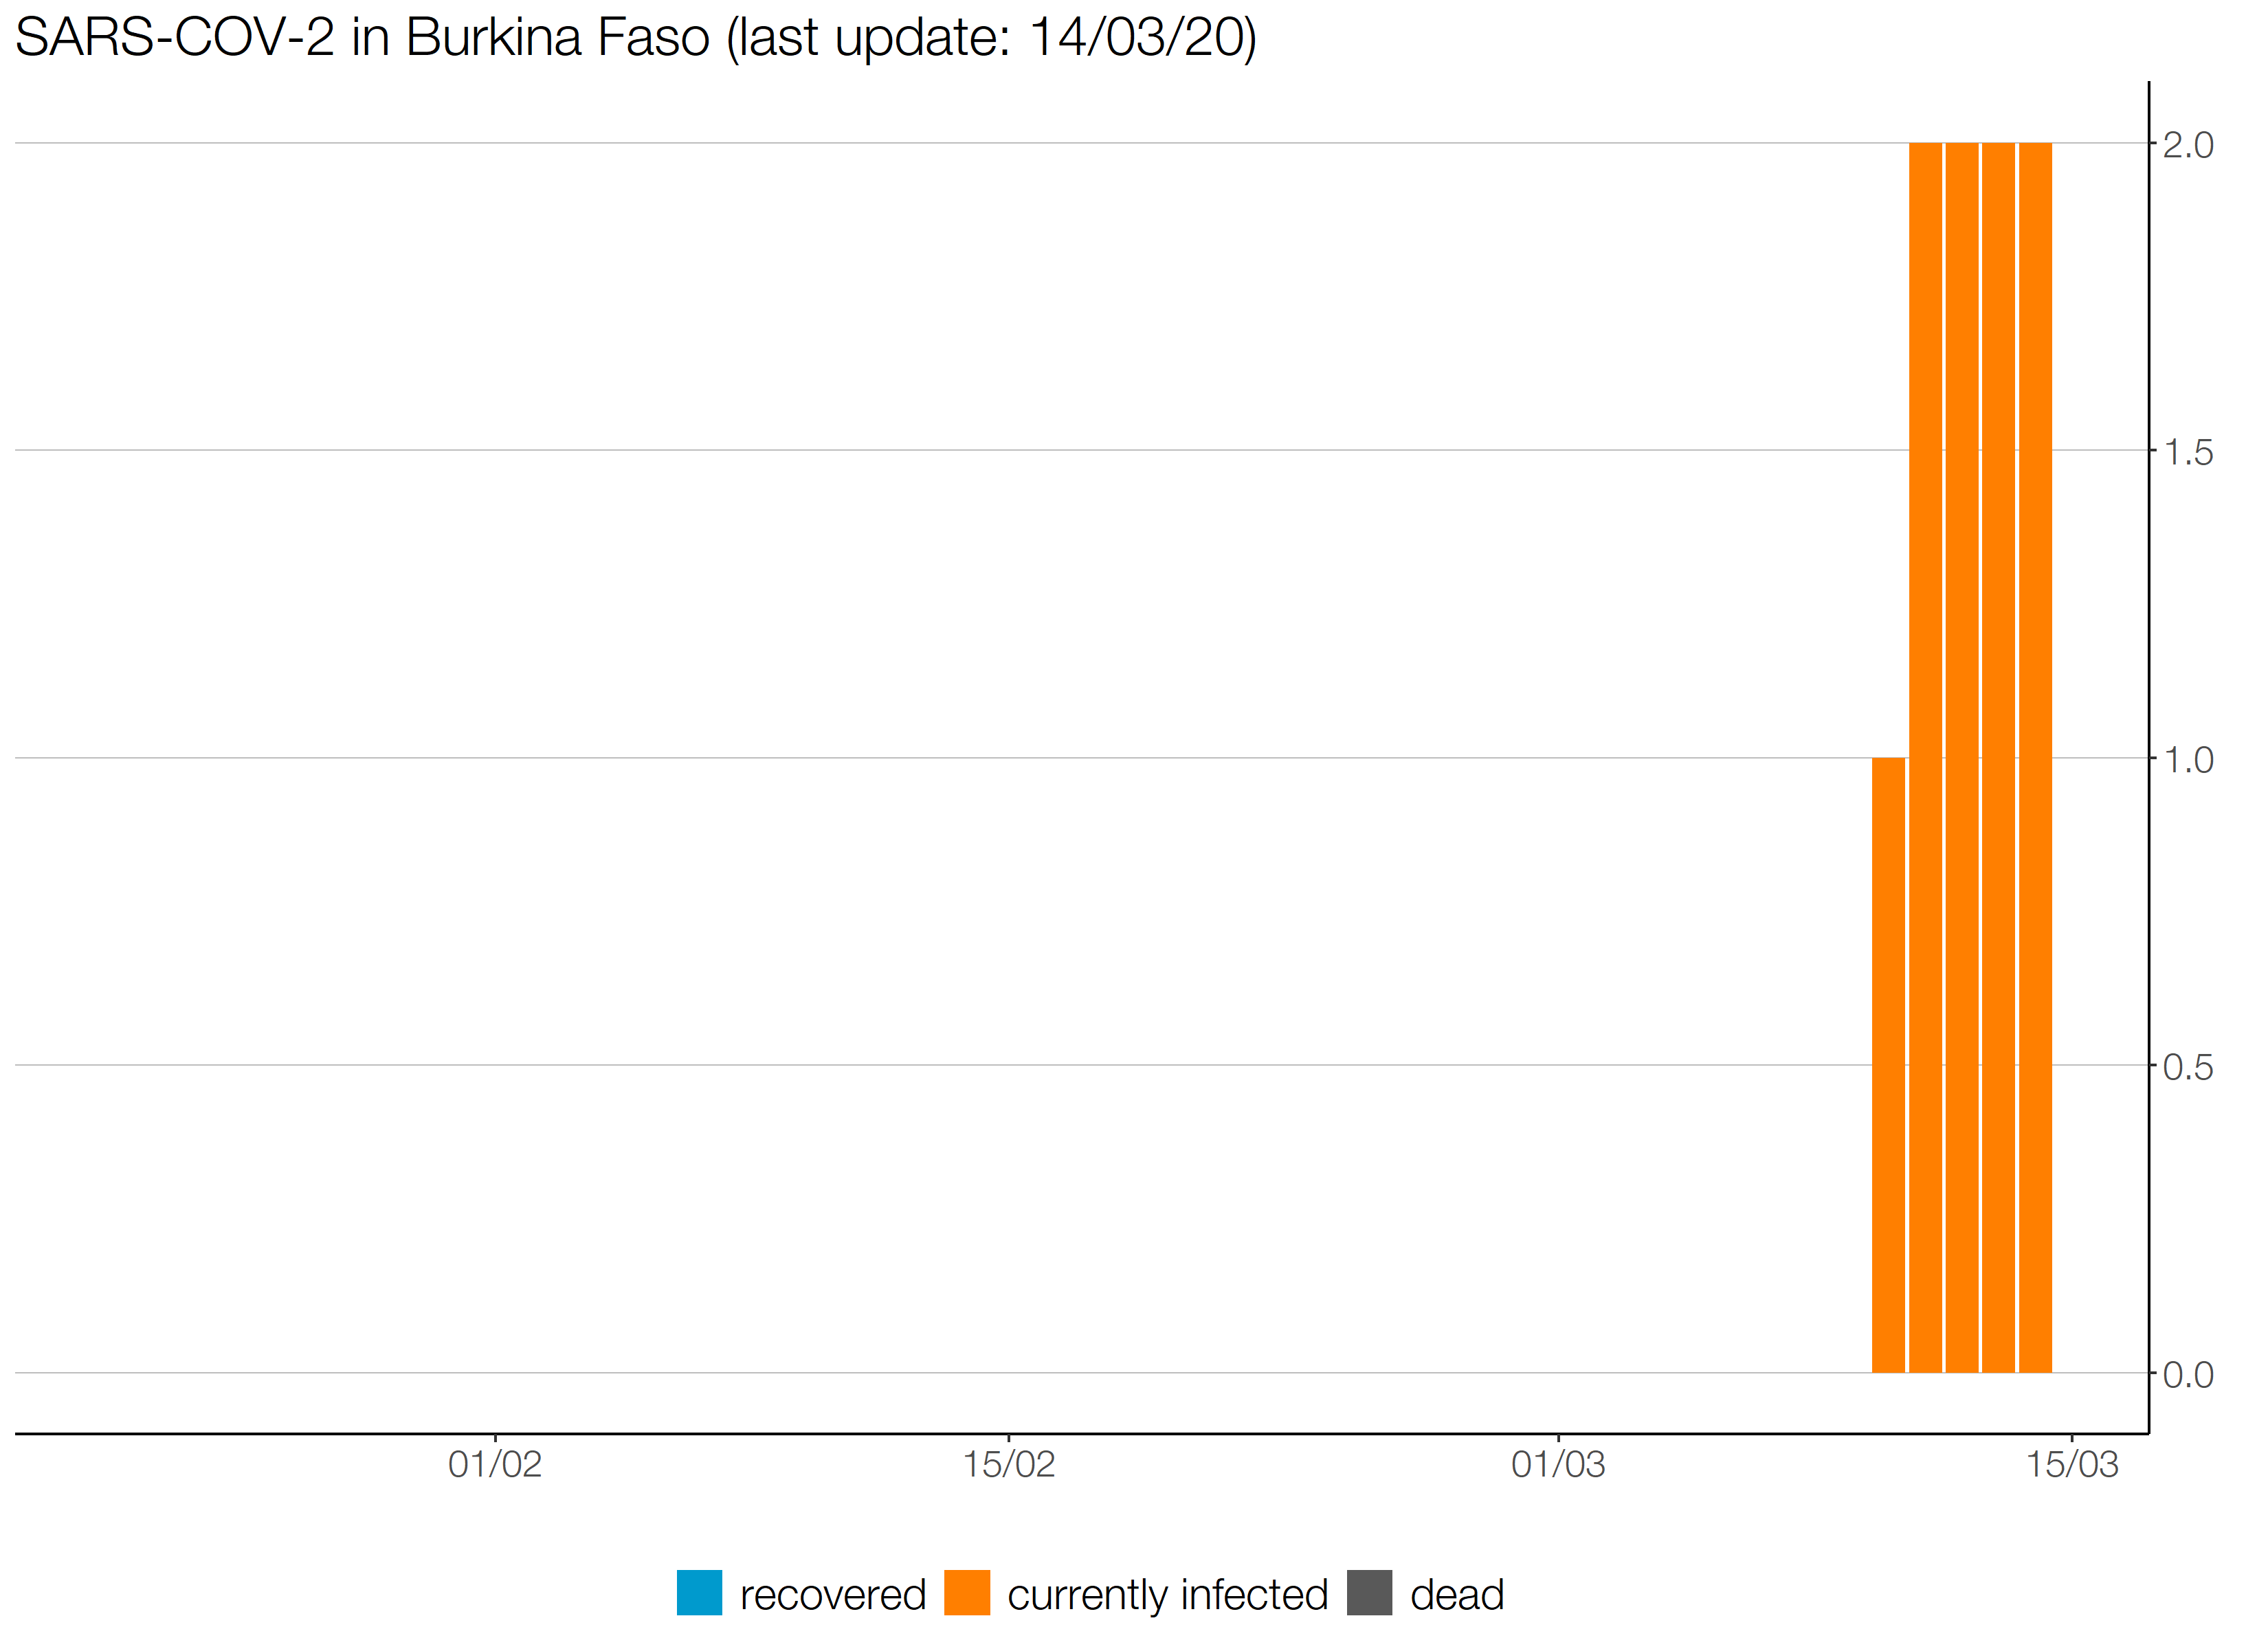 SARS-COV-2 in Burkina Faso (last update: 14/03/20)
2.0
1.5
1.0
0.5
0.0
01/02 15/02 01/03 15/03
recovered currently infected dead